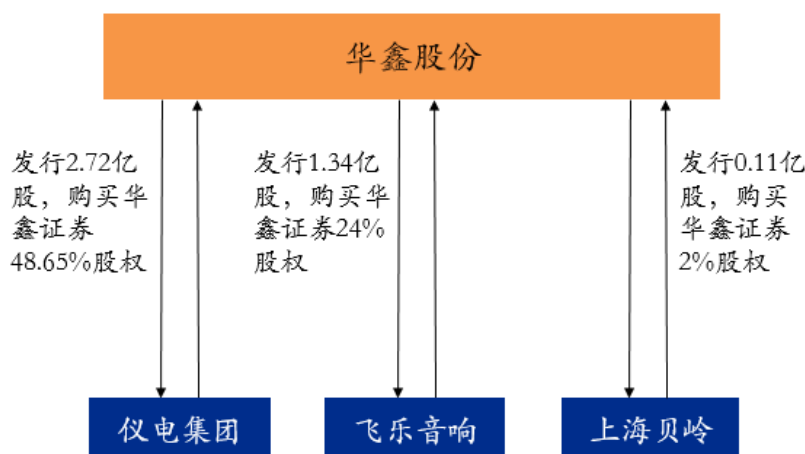 华鑫股份
发行2.72亿
股，购买华
鑫证券
48.65%股权
发行1.34亿
股，购买华
鑫证券24%
股权
发行0.11亿
股，购买
华鑫证券
2%股权
仪电集团
飞乐音响
上海贝岭